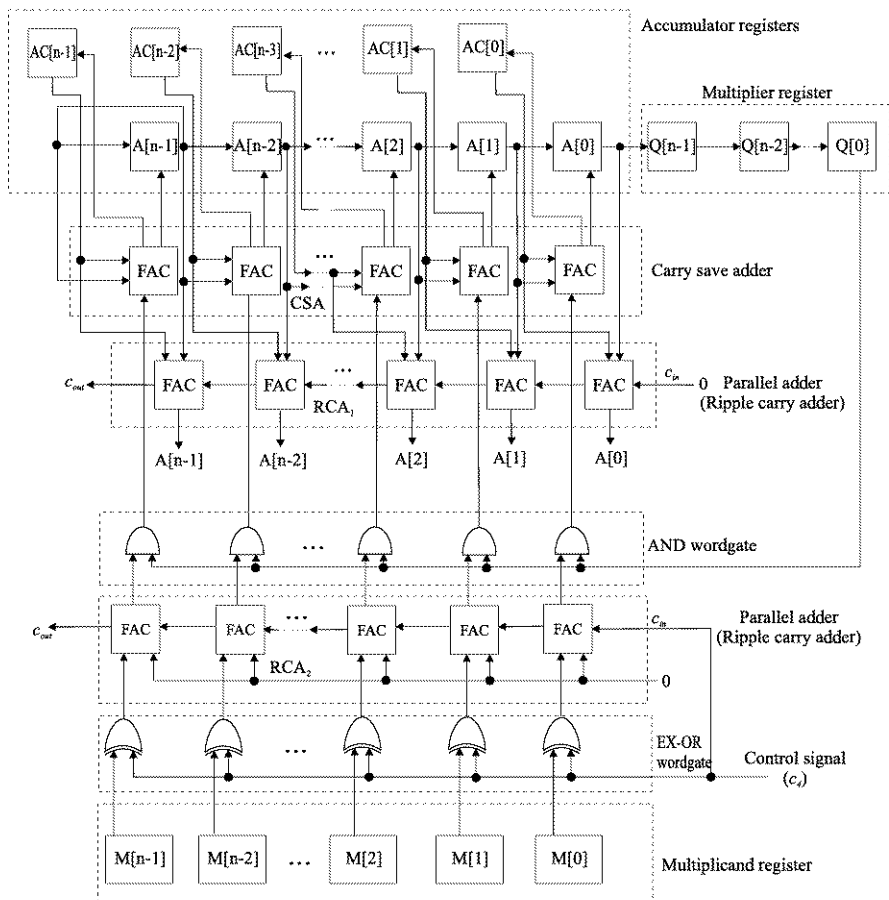 Accumulator registers
AC[n-1] AC[n-2] AC[n-3] ... AC[1] AC[0]
Multiplier register
A[n-1] A[n-2] ... A[2] A[1] A[0] Q[n-1] Q[n-2] Q[0]
...
FAC FAC FAC FAC FAC Carry save adder
CSA
...
c_out FAC FAC FAC FAC FAC c_in 0 Parallel adder
RCA₁ (Ripple carry adder)
A[n-1] A[n-2] A[2] A[1] A[0]
... AND wordgate
c_out FAC FAC ... FAC FAC FAC c_in Parallel adder
(Ripple carry adder)
RCA₂ 0
... EX-OR
wordgate
Control signal
(c₄)
M[n-1] M[n-2] ... M[2] M[1] M[0] Multiplicand register